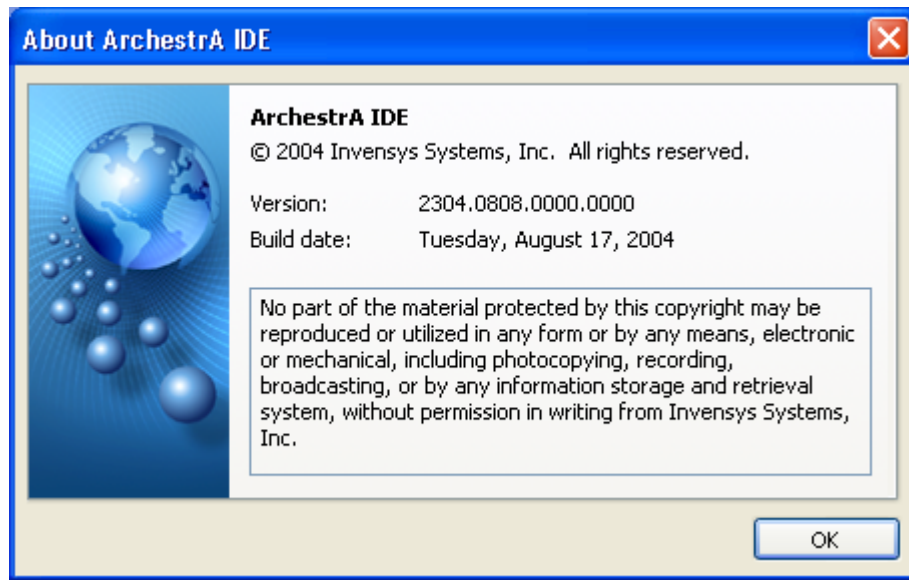 About ArchestrA IDE
ArchestrA IDE
© 2004 Invensys Systems, Inc.  All rights reserved.
Version: 2304.0808.0000.0000
Build date: Tuesday, August 17, 2004
No part of the material protected by this copyright may be
reproduced or utilized in any form or by any means, electronic
or mechanical, including photocopying, recording,
broadcasting, or by any information storage and retrieval
system, without permission in writing from Invensys Systems,
Inc.
OK